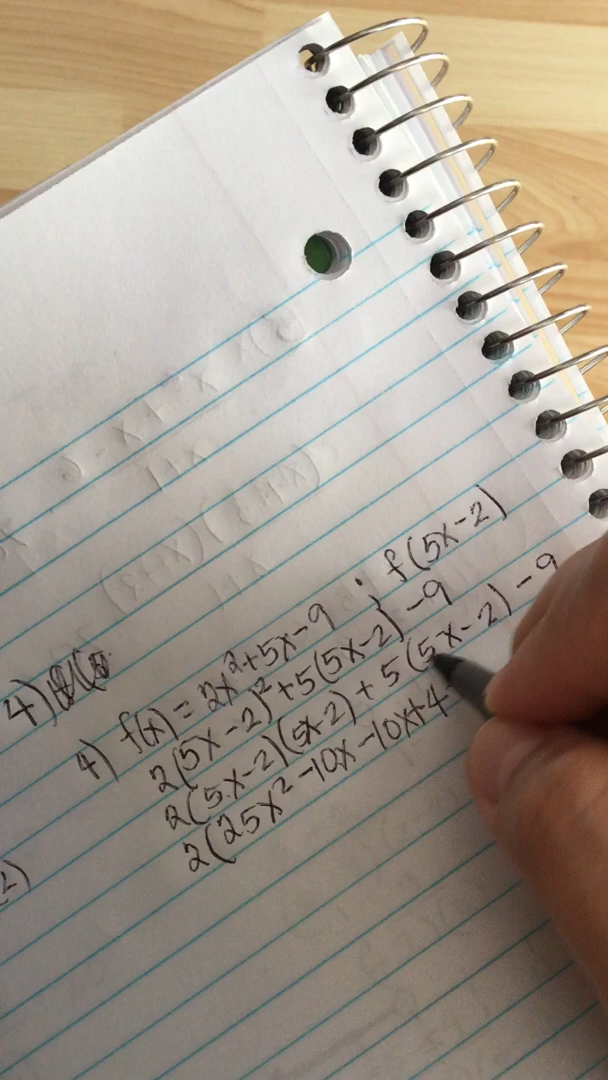 4)
4) f(x) = 2x²+5x-9 ; f(5x-2)
2(5x-2)²+5(5x-2)-9
2(5x-2)(5x-2)+5(5x-2)-9
2(25x²-10x-10x+4
2)